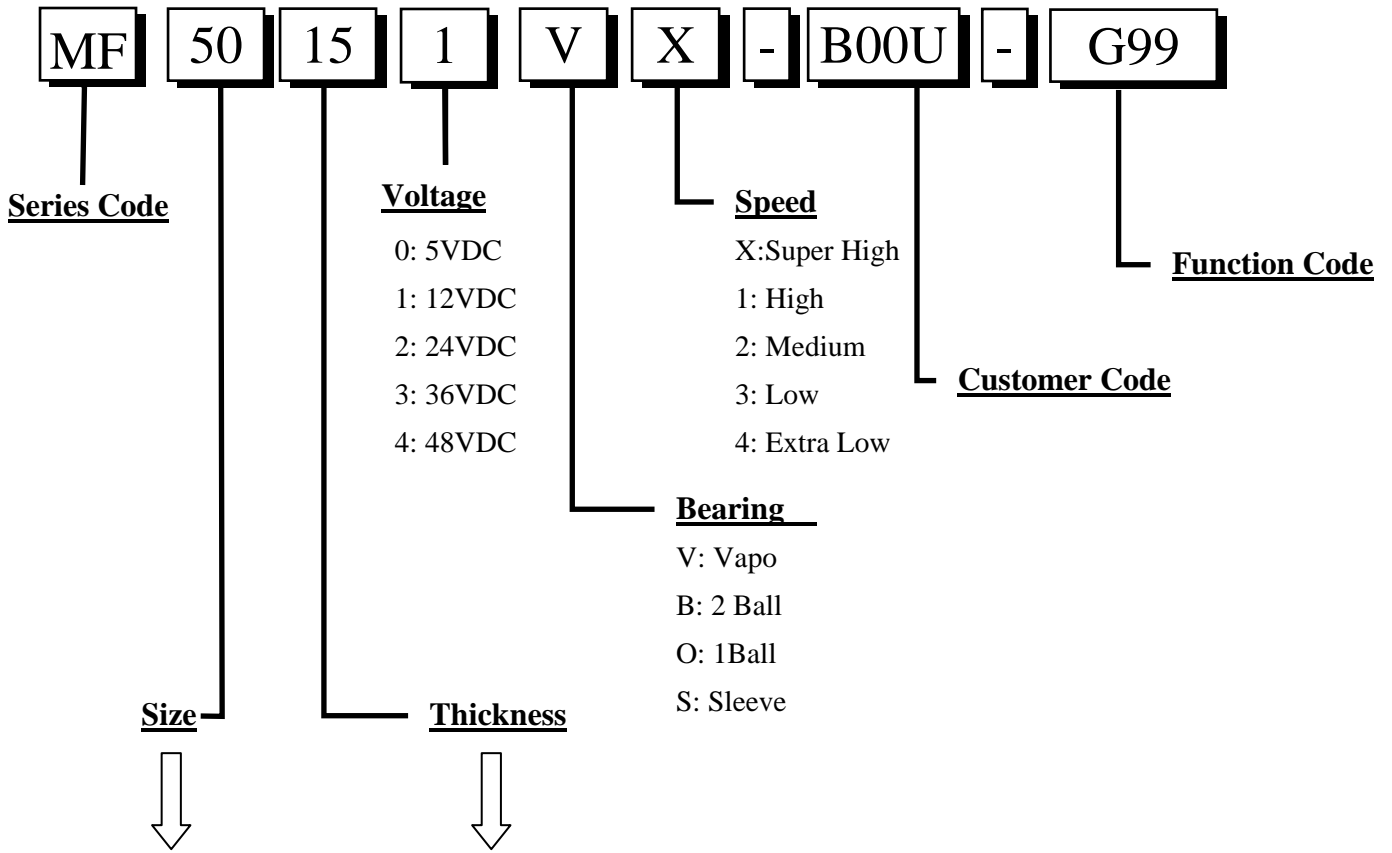 MF 50 15 1 V X - B00U - G99
Series Code
Voltage
0: 5VDC
1: 12VDC
2: 24VDC
3: 36VDC
4: 48VDC
Speed
X:Super High
1: High
2: Medium
3: Low
4: Extra Low
Function Code
Customer Code
Bearing
V: Vapo
B: 2 Ball
O: 1Ball
S: Sleeve
Size
Thickness